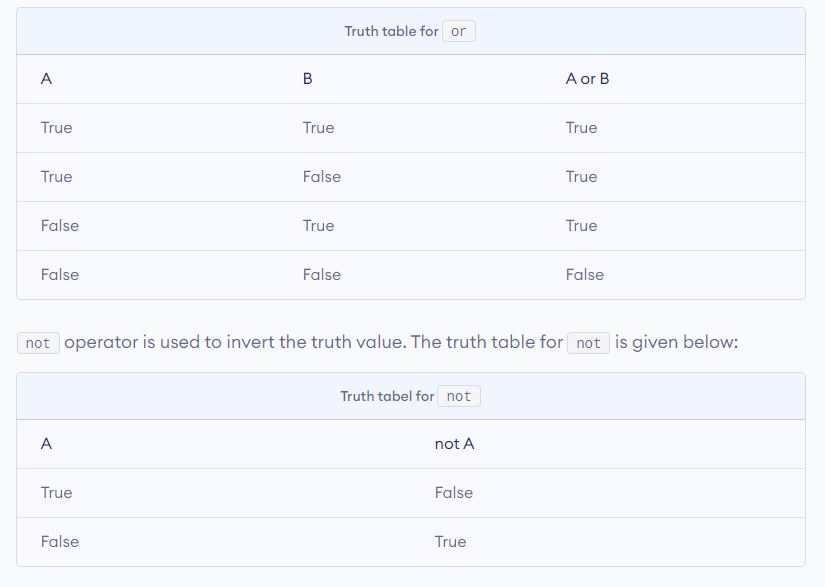 Truth table for or
A B A or B
True True True
True False True
False True True
False False False
not operator is used to invert the truth value. The truth table for not is given below:
Truth tabel for not
A not A
True False
False True